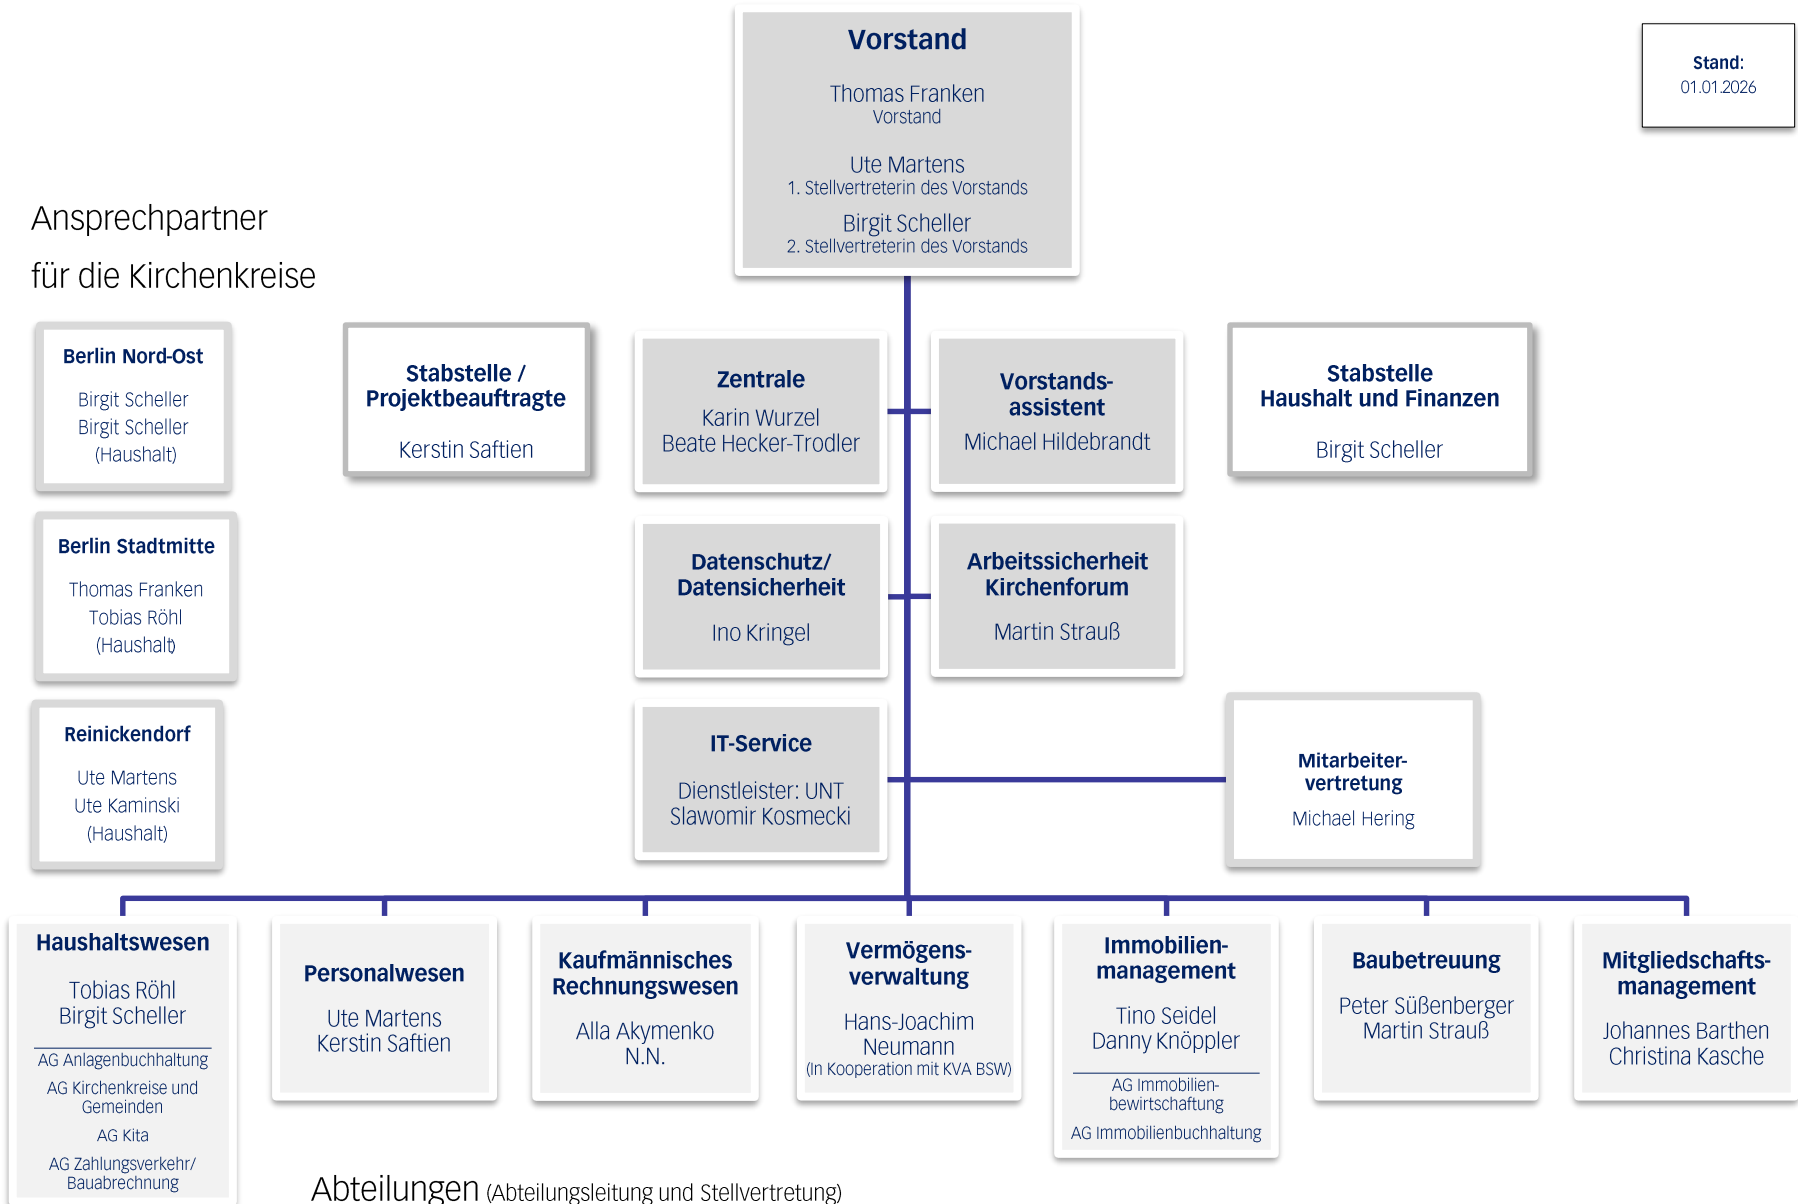 Vorstand
Thomas Franken
Vorstand
Ute Martens
1. Stellvertreterin des Vorstands
Birgit Scheller
2. Stellvertreterin des Vorstands
Stand:
01.01.2026
Ansprechpartner
für die Kirchenkreise
Berlin Nord-Ost
Birgit Scheller
Birgit Scheller
(Haushalt)
Berlin Stadtmitte
Thomas Franken
Tobias Röhl
(Haushalt)
Reinickendorf
Ute Martens
Ute Kaminski
(Haushalt)
Stabstelle /
Projektbeauftragte
Kerstin Saftien
Zentrale
Karin Wurzel
Beate Hecker-Trodler
Vorstands-
assistent
Michael Hildebrandt
Stabstelle
Haushalt und Finanzen
Birgit Scheller
Datenschutz/
Datensicherheit
Ino Kringel
Arbeitssicherheit
Kirchenforum
Martin Strauß
IT-Service
Dienstleister: UNT
Slawomir Kosmecki
Mitarbeiter-
vertretung
Michael Hering
Haushaltswesen
Tobias Röhl
Birgit Scheller
AG Anlagenbuchhaltung
AG Kirchenkreise und
Gemeinden
AG Kita
AG Zahlungsverkehr/
Bauabrechnung
Personalwesen
Ute Martens
Kerstin Saftien
Kaufmännisches
Rechnungswesen
Alla Akymenko
N.N.
Vermögens-
verwaltung
Hans-Joachim
Neumann
(In Kooperation mit KVA BSW)
Immobilien-
management
Tino Seidel
Danny Knöppler
AG Immobilien-
bewirtschaftung
AG Immobilienbuchhaltung
Baubetreuung
Peter Süßenberger
Martin Strauß
Mitgliedschafts-
management
Johannes Barthen
Christina Kasche
Abteilungen (Abteilungsleitung und Stellvertretung)